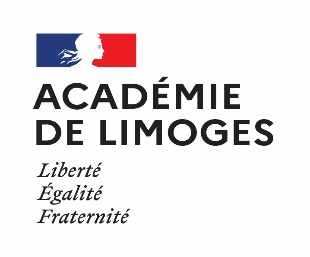 ACADÉMIE
DE LIMOGES
Liberté
Égalité
Fraternité